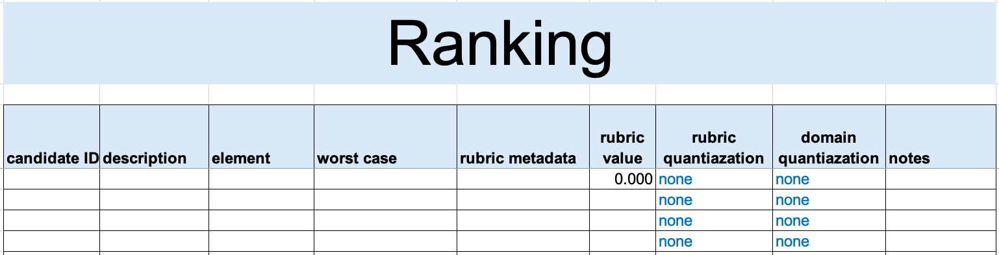 Ranking
candidate ID description element worst case rubric metadata rubric value rubric quantiazation domain quantiazation notes
0.000 none none
none none
none none
none none